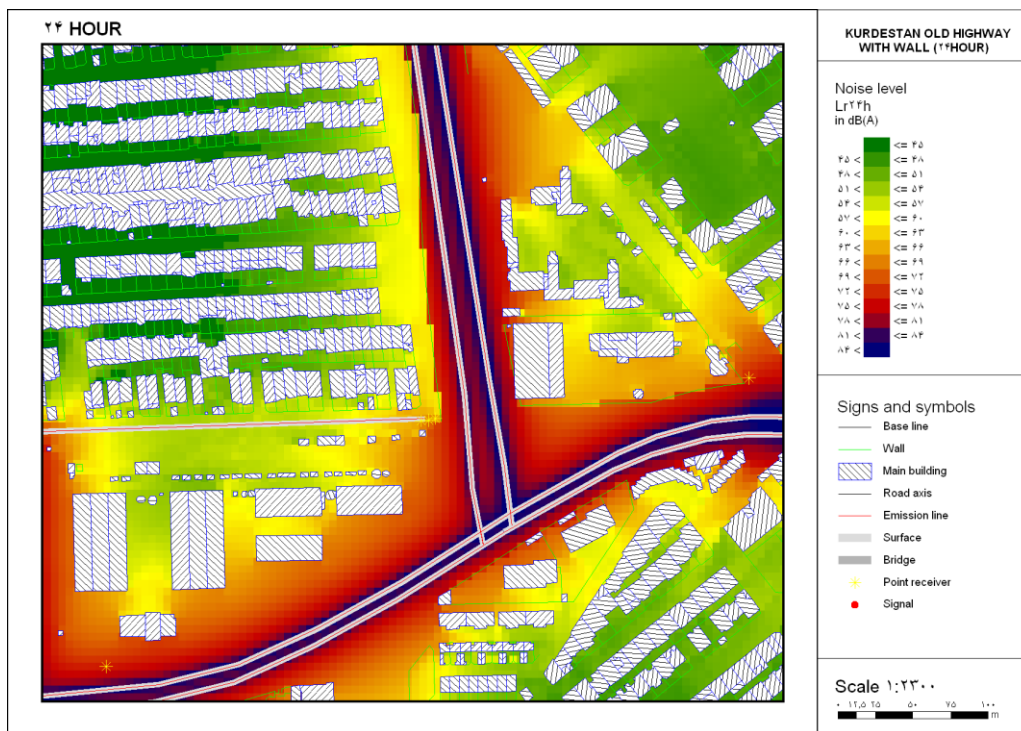 ۲۴ HOUR
KURDESTAN OLD HIGHWAY
WITH WALL (۲۴HOUR)
Noise level
Lr۲۴h
in dB(A)
<= ۴۵
۴۵ < <= ۴۸
۴۸ < <= ۵۱
۵۱ < <= ۵۴
۵۴ < <= ۵۷
۵۷ < <= ۶۰
۶۰ < <= ۶۳
۶۳ < <= ۶۶
۶۶ < <= ۶۹
۶۹ < <= ۷۲
۷۲ < <= ۷۵
۷۵ < <= ۷۸
۷۸ < <= ۸۱
۸۱ < <= ۸۴
۸۴ <
Signs and symbols
Base line
Wall
Main building
Road axis
Emission line
Surface
Bridge
Point receiver
Signal
Scale ۱:۲۳۰۰
۰ ۱۲,۵ ۲۵ ۵۰ ۷۵ ۱۰۰
m